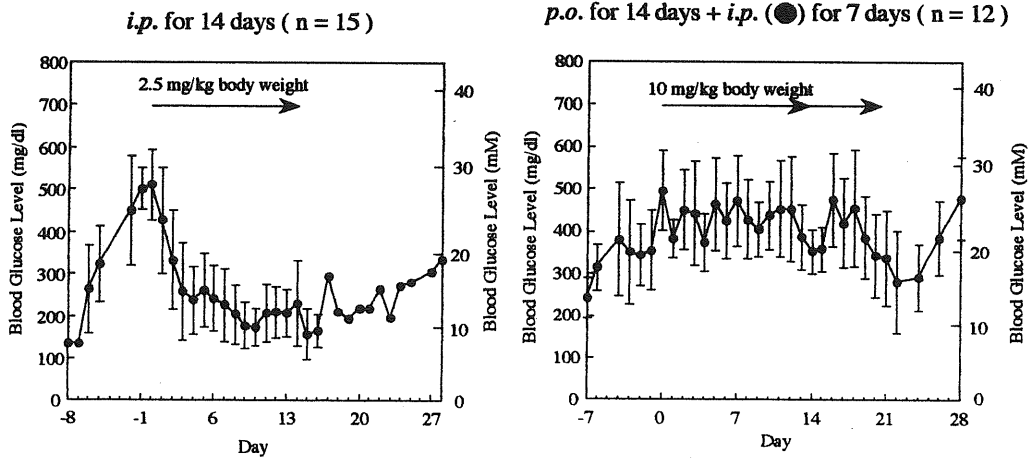 i.p. for 14 days ( n = 15 )
800
700
600
500
400
300
200
100
0
Blood Glucose Level (mg/dl)
2.5 mg/kg body weight
40
30
20
10
0
Blood Glucose Level (mM)
-8 -1 6 13 20 27
Day
p.o. for 14 days + i.p. (●) for 7 days ( n = 12 )
800
700
600
500
400
300
200
100
0
Blood Glucose Level (mg/dl)
10 mg/kg body weight
40
30
20
10
0
Blood Glucose Level (mM)
-7 0 7 14 21 28
Day